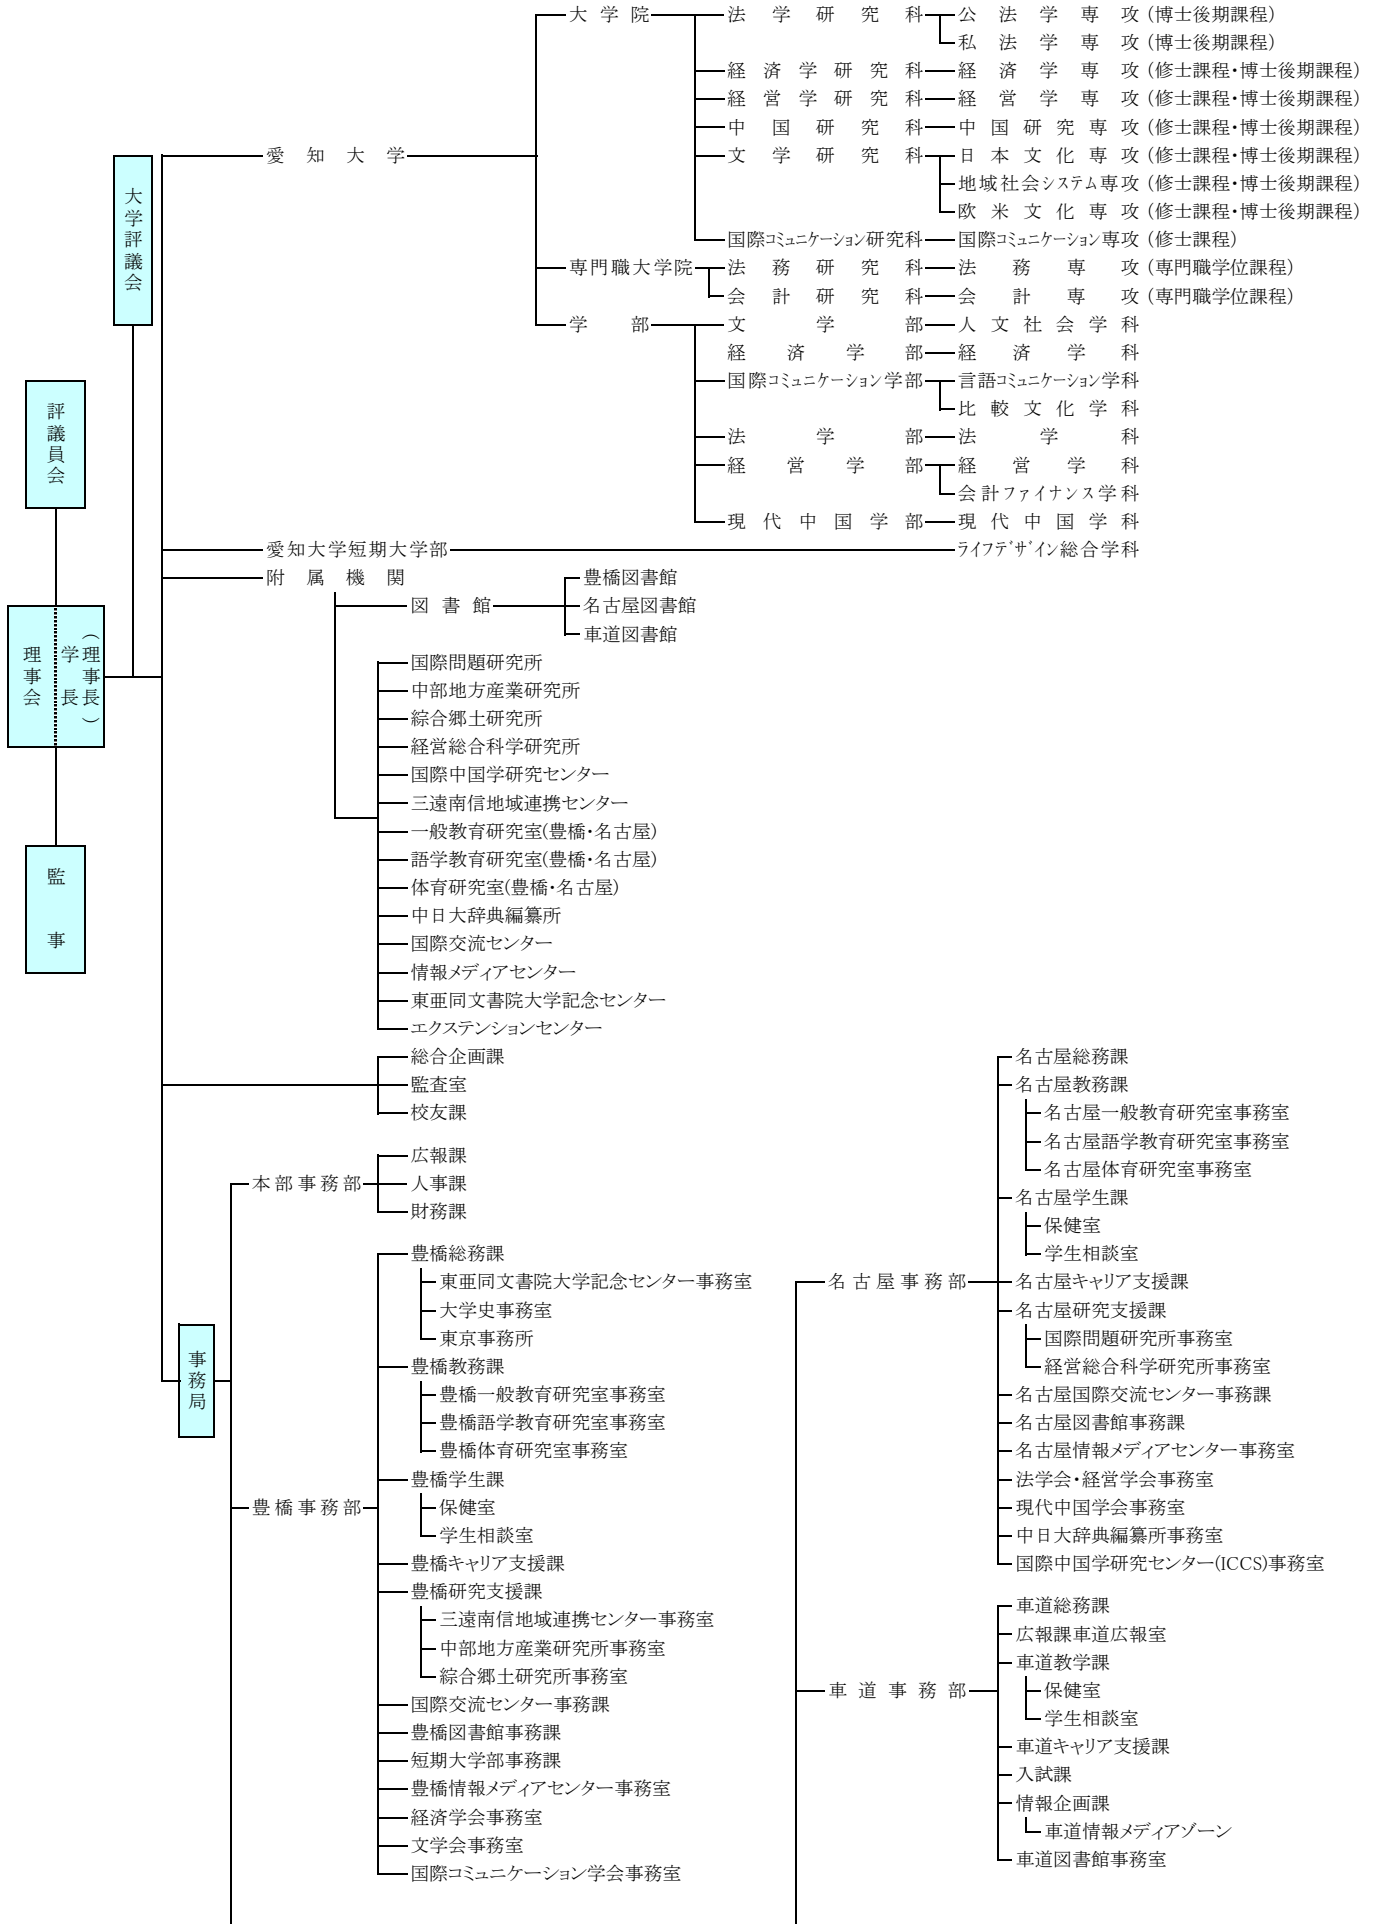 大学院 法学研究科 公法学専攻 (博士後期課程)
私法学専攻 (博士後期課程)
経済学研究科 経済学専攻 (修士課程・博士後期課程)
経営学研究科 経営学専攻 (修士課程・博士後期課程)
中国研究科 中国研究専攻 (修士課程・博士後期課程)
愛知大学 文学研究科 日本文化専攻 (修士課程・博士後期課程)
地域社会システム専攻 (修士課程・博士後期課程)
欧米文化専攻 (修士課程・博士後期課程)
国際コミュニケーション研究科 国際コミュニケーション専攻 (修士課程)
専門職大学院 法務研究科 法務専攻 (専門職学位課程)
会計研究科 会計専攻 (専門職学位課程)
学部 文学部 人文社会学科
経済学部 経済学科
国際コミュニケーション学部 言語コミュニケーション学科
比較文化学科
法学部 法学科
経営学部 経営学科
会計ファイナンス学科
現代中国学部 現代中国学科
大学評議会
評議員会
理事会
学長
(理事長)
監事
愛知大学短期大学部 ライフデザイン総合学科
附属機関
図書館
豊橋図書館
名古屋図書館
車道図書館
国際問題研究所
中部地方産業研究所
綜合郷土研究所
経営総合科学研究所
国際中国学研究センター
三遠南信地域連携センター
一般教育研究室(豊橋・名古屋)
語学教育研究室(豊橋・名古屋)
体育研究室(豊橋・名古屋)
中日大辞典編纂所
国際交流センター
情報メディアセンター
東亜同文書院大学記念センター
エクステンションセンター
総合企画課
監査室
校友課
事務局
本部事務部
広報課
人事課
財務課
豊橋事務部
豊橋総務課
東亜同文書院大学記念センター事務室
大学史事務室
東京事務所
豊橋教務課
豊橋一般教育研究室事務室
豊橋語学教育研究室事務室
豊橋体育研究室事務室
豊橋学生課
保健室
学生相談室
豊橋キャリア支援課
豊橋研究支援課
三遠南信地域連携センター事務室
中部地方産業研究所事務室
綜合郷土研究所事務室
国際交流センター事務課
豊橋図書館事務課
短期大学部事務課
豊橋情報メディアセンター事務室
経済学会事務室
文学会事務室
国際コミュニケーション学会事務室
名古屋事務部
名古屋総務課
名古屋教務課
名古屋一般教育研究室事務室
名古屋語学教育研究室事務室
名古屋体育研究室事務室
名古屋学生課
保健室
学生相談室
名古屋キャリア支援課
名古屋研究支援課
国際問題研究所事務室
経営総合科学研究所事務室
名古屋国際交流センター事務課
名古屋図書館事務課
名古屋情報メディアセンター事務室
法学会・経営学会事務室
現代中国学会事務室
中日大辞典編纂所事務室
国際中国学研究センター(ICCS)事務室
車道事務部
車道総務課
広報課車道広報室
車道教学課
保健室
学生相談室
車道キャリア支援課
入試課
情報企画課
車道情報メディアゾーン
車道図書館事務室